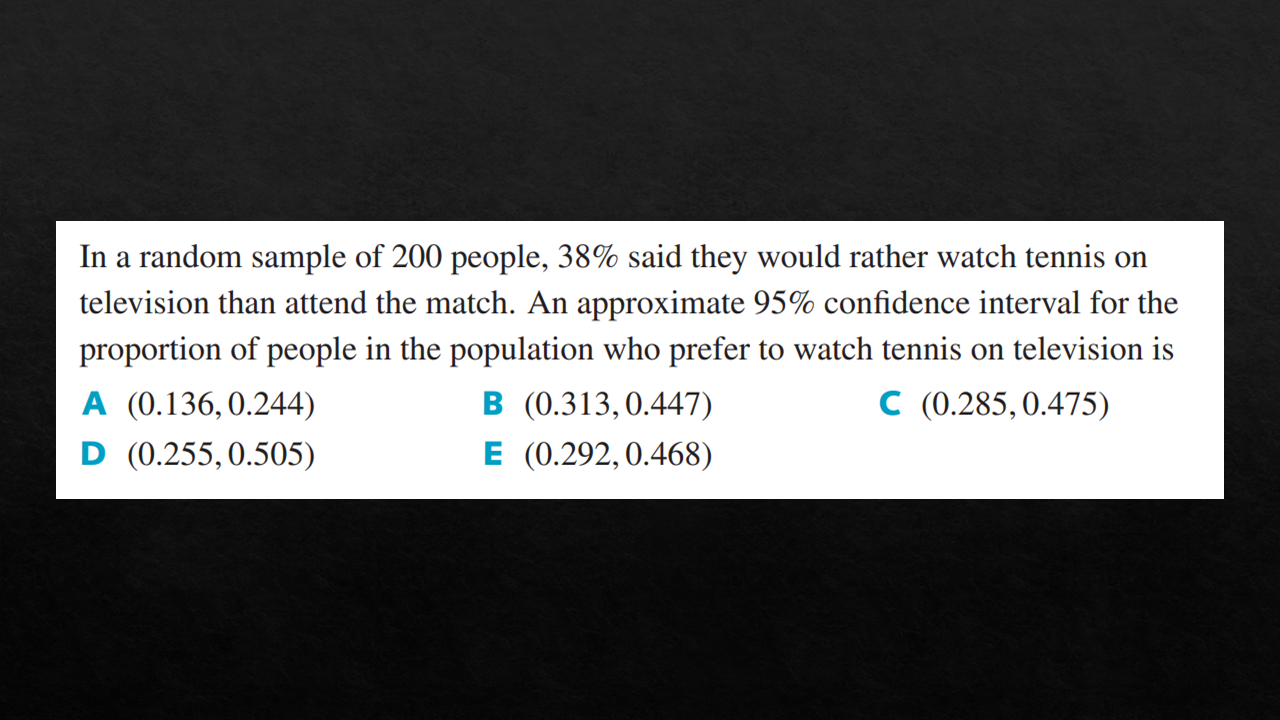 In a random sample of 200 people, 38% said they would rather watch tennis on
television than attend the match. An approximate 95% confidence interval for the
proportion of people in the population who prefer to watch tennis on television is
A (0.136, 0.244) B (0.313, 0.447) C (0.285, 0.475)
D (0.255, 0.505) E (0.292, 0.468)